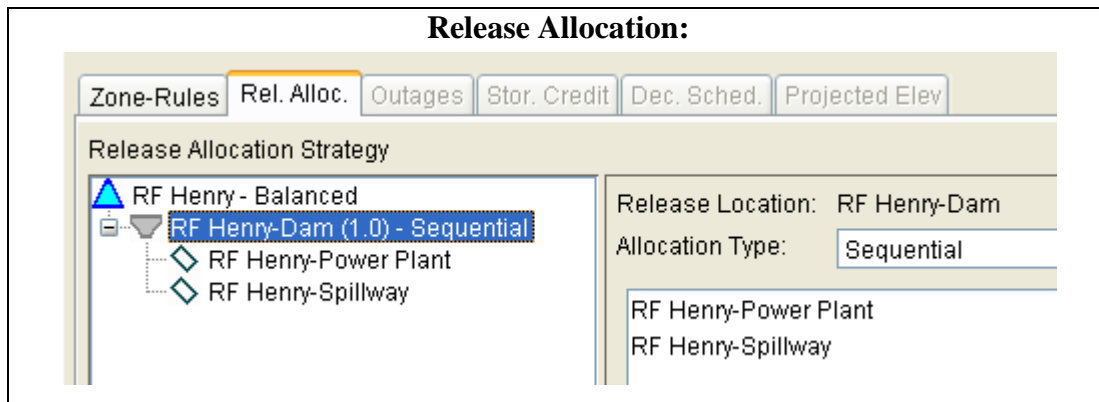 Release Allocation:
Zone-Rules Rel. Alloc. Outages Stor. Credit Dec. Sched. Projected Elev
Release Allocation Strategy
RF Henry - Balanced
RF Henry-Dam (1.0) - Sequential
RF Henry-Power Plant
RF Henry-Spillway
Release Location: RF Henry-Dam
Allocation Type: Sequential
RF Henry-Power Plant
RF Henry-Spillway